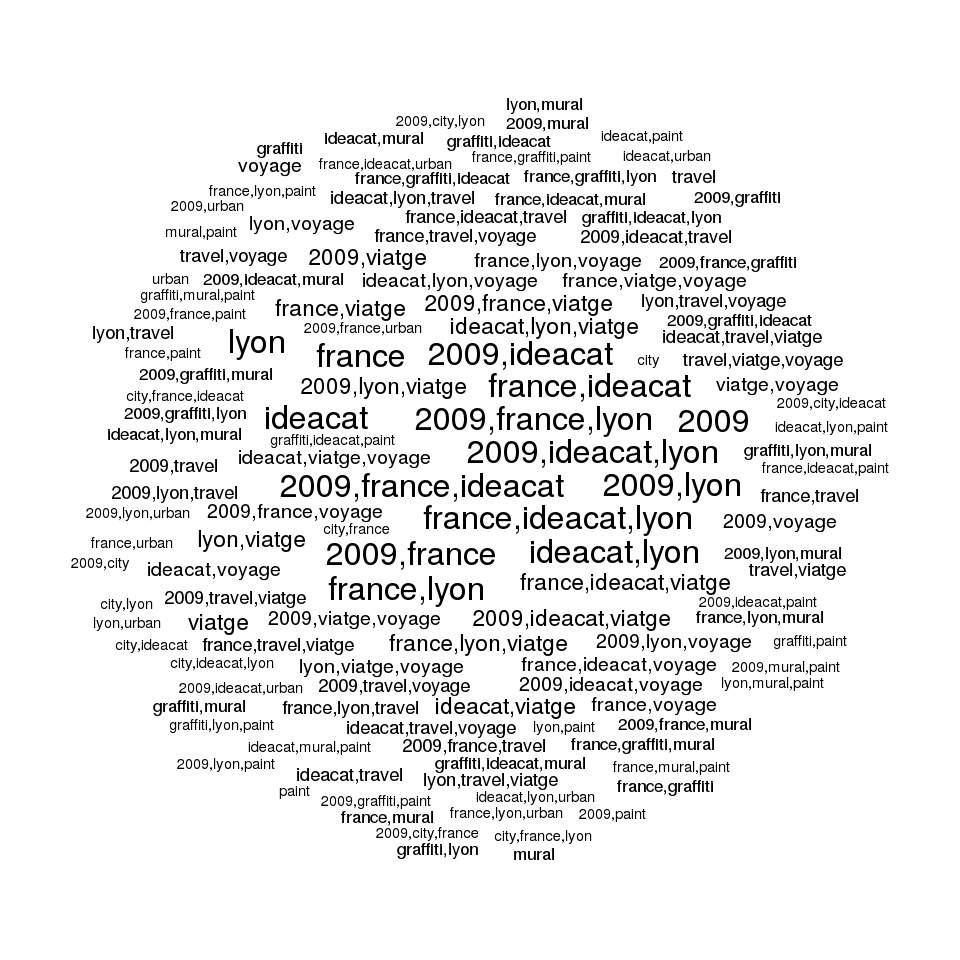 lyon,mural
2009,city,lyon 2009,mural
ideacat,mural graffiti,ideacat ideacat,paint
graffiti france,graffiti,paint ideacat,urban
voyage france,ideacat,urban
france,graffiti,ideacat france,graffiti,lyon travel
france,lyon,paint ideacat,lyon,travel france,ideacat,mural 2009,graffiti
2009,urban france,ideacat,travel graffiti,ideacat,lyon
mural,paint lyon,voyage france,travel,voyage 2009,ideacat,travel
travel,voyage 2009,viatge france,lyon,voyage 2009,france,graffiti
urban 2009,ideacat,mural ideacat,lyon,voyage france,viatge,voyage
graffiti,mural,paint france,viatge 2009,france,viatge lyon,travel,voyage
2009,france,paint 2009,france,urban ideacat,lyon,viatge 2009,graffiti,ideacat
lyon,travel lyon ideacat,travel,viatge
france,paint france 2009,ideacat city travel,viatge,voyage
2009,graffiti,mural 2009,lyon,viatge france,ideacat viatge,voyage
city,france,ideacat 2009,city,ideacat
2009,graffiti,lyon ideacat 2009,france,lyon 2009 ideacat,lyon,paint
ideacat,lyon,mural graffiti,ideacat,paint
ideacat,viatge,voyage 2009,ideacat,lyon graffiti,lyon,mural
2009,travel france,ideacat,paint
2009,lyon,travel 2009,france,ideacat 2009,lyon france,travel
2009,lyon,urban 2009,france,voyage france,ideacat,lyon 2009,voyage
france,urban lyon,viatge city,france
2009,city 2009,france ideacat,lyon 2009,lyon,mural
ideacat,voyage travel,viatge
city,lyon 2009,travel,viatge france,lyon france,ideacat,viatge 2009,ideacat,paint
lyon,urban viatge 2009,viatge,voyage 2009,ideacat,viatge france,lyon,mural
city,ideacat france,travel,viatge france,lyon,viatge 2009,lyon,voyage graffiti,paint
city,ideacat,lyon lyon,viatge,voyage france,ideacat,voyage 2009,mural,paint
2009,ideacat,urban 2009,travel,voyage 2009,ideacat,voyage lyon,mural,paint
graffiti,mural france,lyon,travel ideacat,viatge france,voyage
graffiti,lyon,paint ideacat,travel,voyage lyon,paint 2009,france,mural
ideacat,mural,paint 2009,france,travel france,graffiti,mural
2009,lyon,paint graffiti,ideacat,mural france,mural,paint
ideacat,travel lyon,travel,viatge france,graffiti
paint 2009,graffiti,paint ideacat,lyon,urban
france,mural france,lyon,urban 2009,paint
2009,city,france city,france,lyon
graffiti,lyon mural